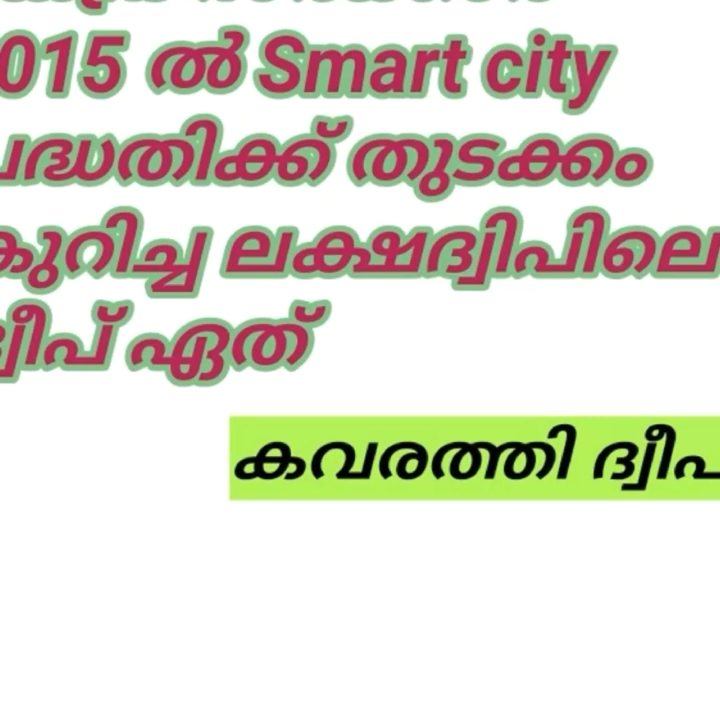 015 ൽ Smart city
പദ്ധതിക്ക് തുടക്കം
കുറിച്ച ലക്ഷദ്വിപിലെ
ദ്വീപ് ഏത്
കവരത്തി ദ്വീപ